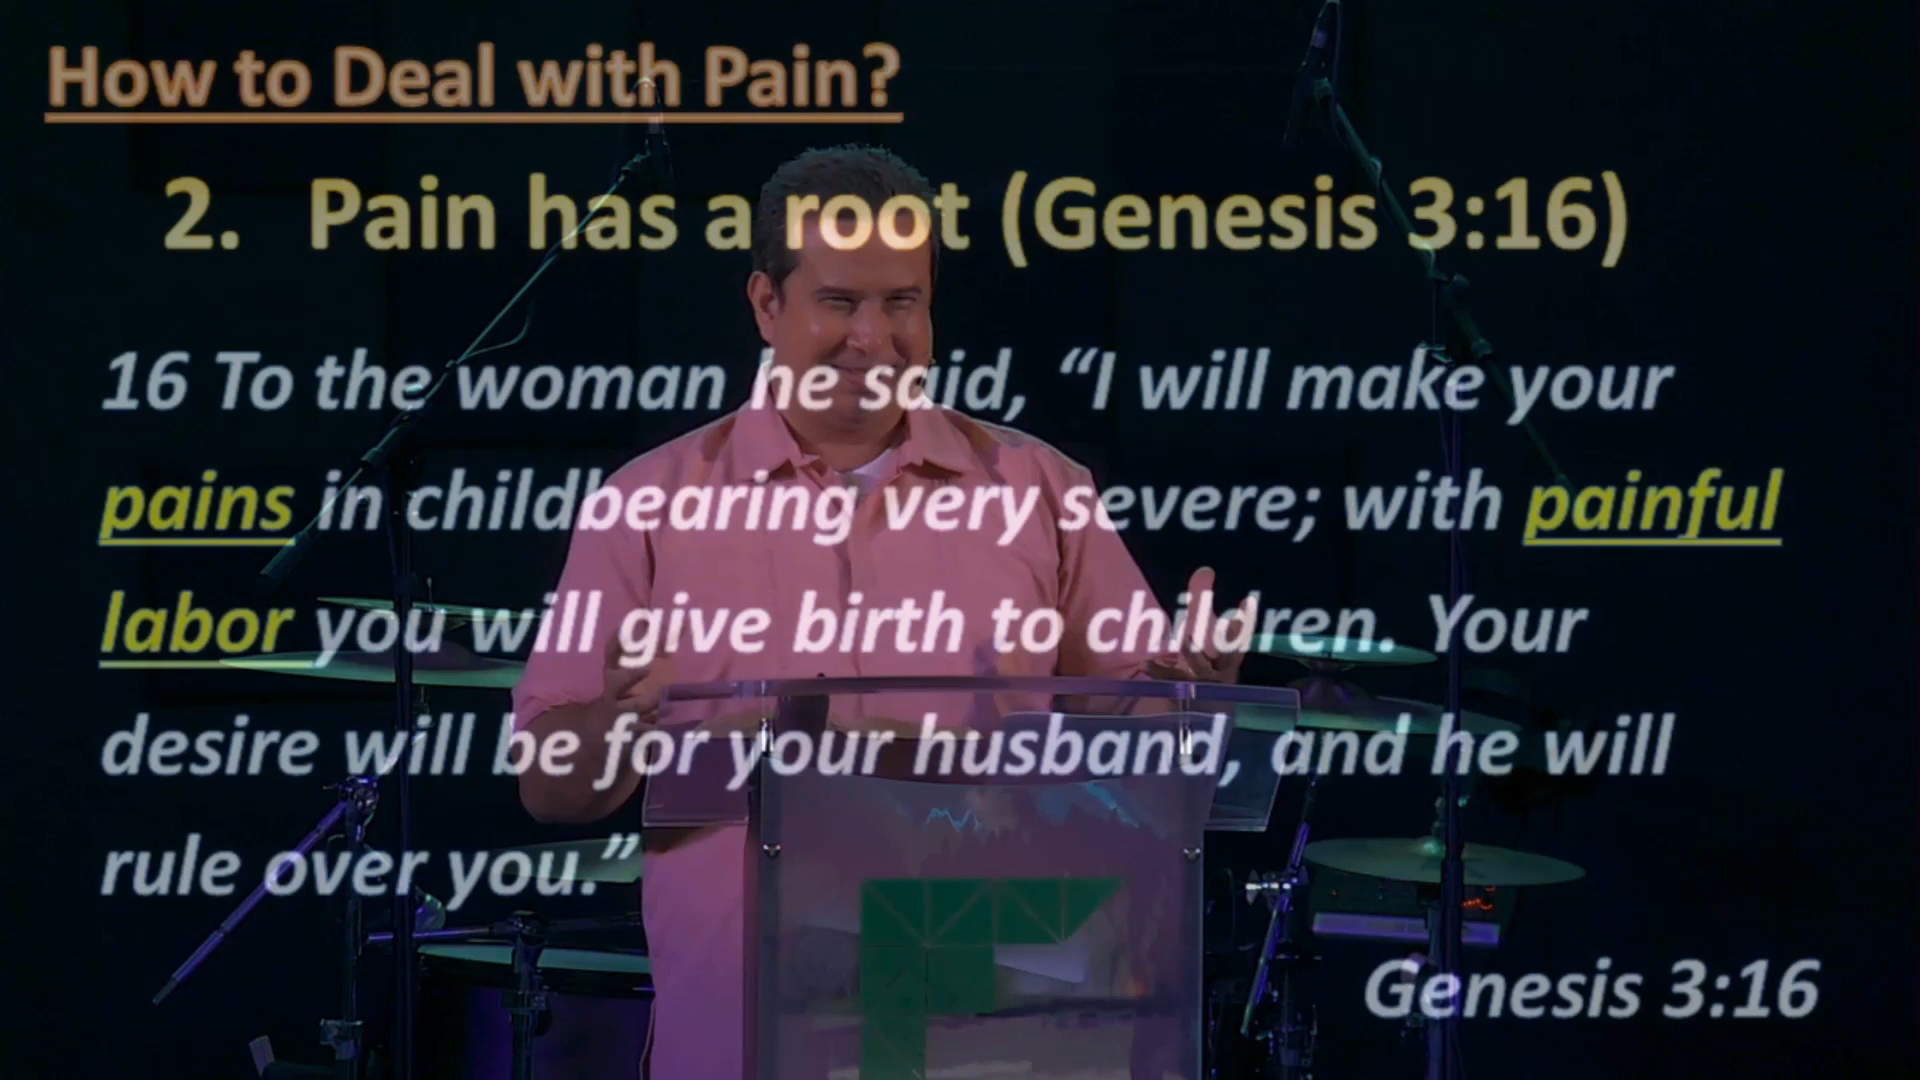 How to Deal with Pain?
2. Pain has a root (Genesis 3:16)
16 To the woman he said, “I will make your
pains in childbearing very severe; with painful
labor you will give birth to children. Your
desire will be for your husband, and he will
rule over you.”
Genesis 3:16